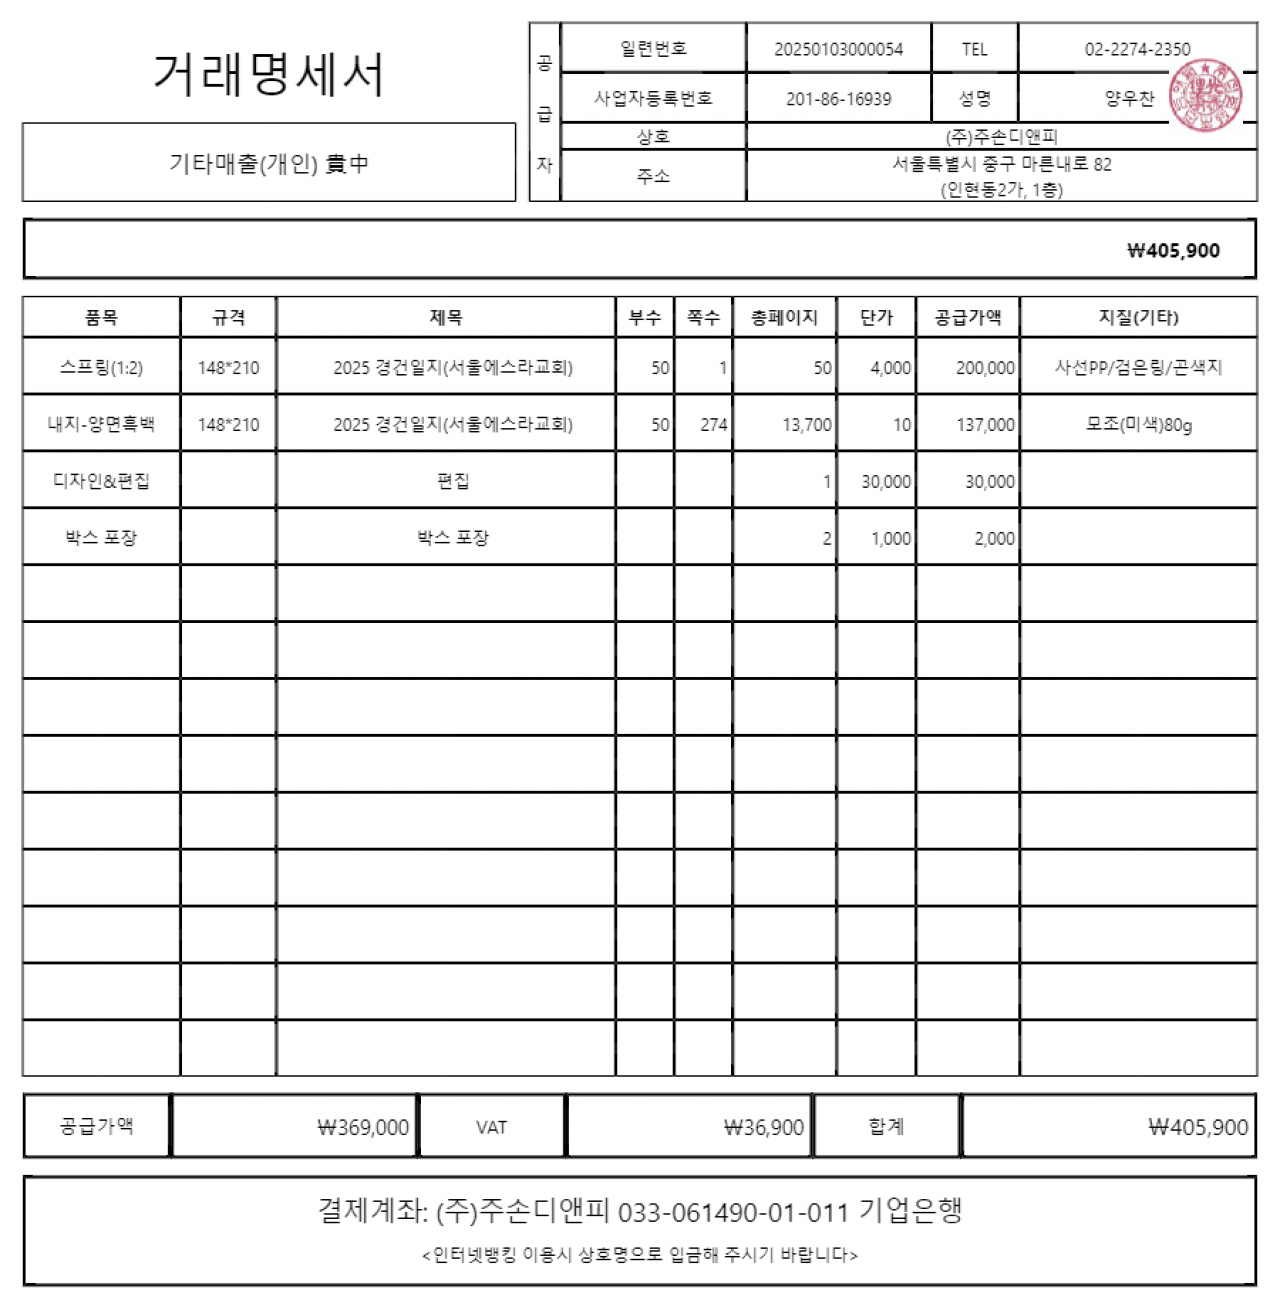 거래명세서
기타매출(개인) 貴中
공
급
자
일련번호 20250103000054 TEL 02-2274-2350
사업자등록번호 201-86-16939 성명 양우찬
상호 (주)주손디앤피
주소 서울특별시 중구 마른내로 82
(인현동2가, 1층)
₩405,900
품목 규격 제목 부수 쪽수 총페이지 단가 공급가액 지질(기타)
스프링(1:2) 148*210 2025 경건일지(서울에스라교회) 50 1 50 4,000 200,000 사선PP/검은링/곤색지
내지-양면흑백 148*210 2025 경건일지(서울에스라교회) 50 274 13,700 10 137,000 모조(미색)80g
디자인&편집 편집 1 30,000 30,000
박스 포장 박스 포장 2 1,000 2,000
공급가액 ₩369,000 VAT ₩36,900 합계 ₩405,900
결제계좌: (주)주손디앤피 033-061490-01-011 기업은행
<인터넷뱅킹 이용시 상호명으로 입금해 주시기 바랍니다>